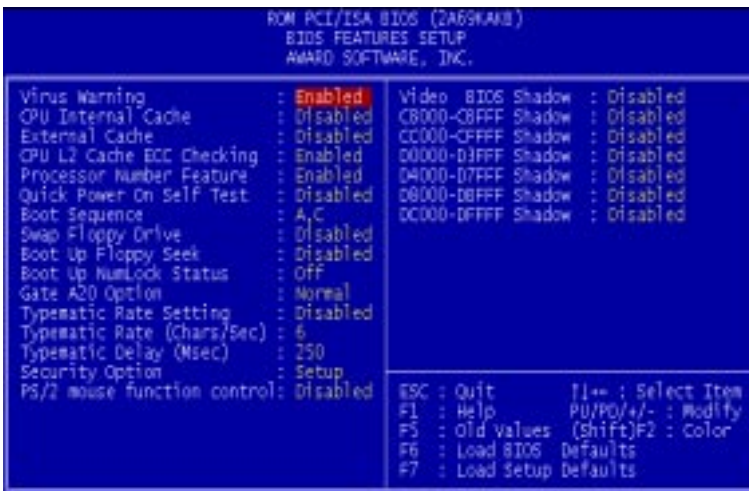 ROM PCI/ISA BIOS (2A69KAKB)
BIOS FEATURES SETUP
AWARD SOFTWARE, INC.
Virus Warning : Enabled
CPU Internal Cache : Disabled
External Cache : Disabled
CPU L2 Cache ECC Checking : Enabled
Processor Number Feature : Enabled
Quick Power On Self Test : Disabled
Boot Sequence : A,C
Swap Floppy Drive : Disabled
Boot Up Floppy Seek : Disabled
Boot Up NumLock Status : Off
Gate A20 Option : Normal
Typematic Rate Setting : Disabled
Typematic Rate (Chars/Sec) : 6
Typematic Delay (Msec) : 250
Security Option : Setup
PS/2 mouse function control: Disabled
Video BIOS Shadow : Disabled
C8000-CBFFF Shadow : Disabled
CC000-CFFFF Shadow : Disabled
D0000-D3FFF Shadow : Disabled
D4000-D7FFF Shadow : Disabled
D8000-DBFFF Shadow : Disabled
DC000-DFFFF Shadow : Disabled
ESC : Quit ↑↓→← : Select Item
F1 : Help PU/PD/+/- : Modify
F5 : Old Values (Shift)F2 : Color
F6 : Load BIOS Defaults
F7 : Load Setup Defaults